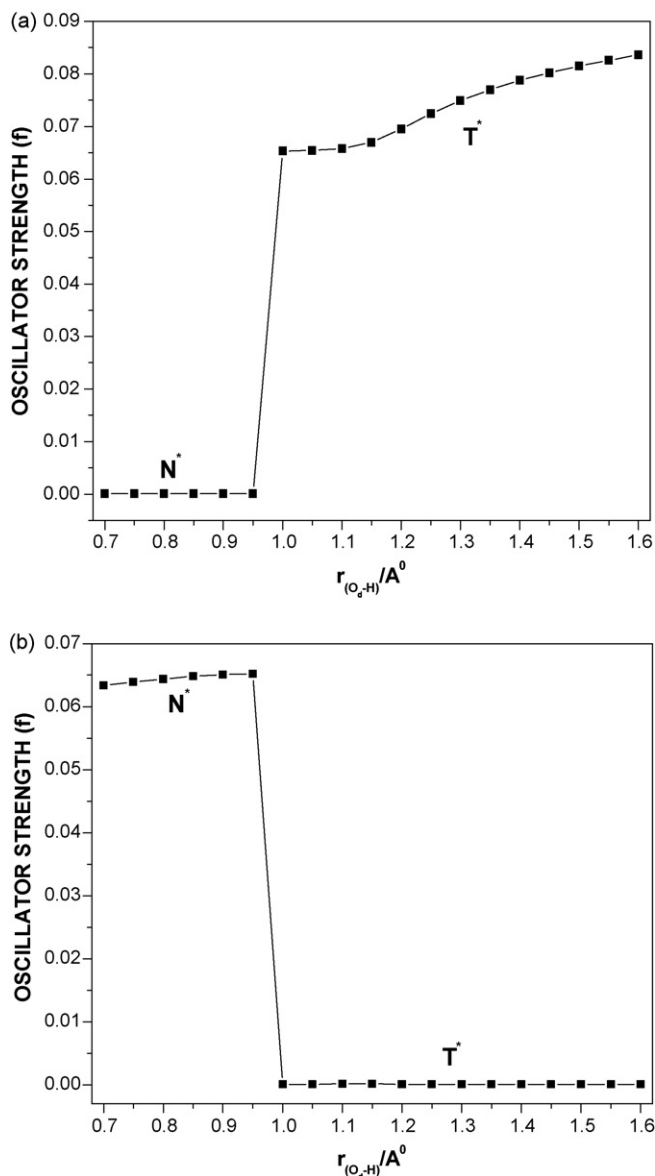 (a)
0.09
0.08
0.07
0.06
0.05
0.04
0.03
0.02
0.01
0.00
OSCILLATOR STRENGTH (f)
T*
N*
0.7 0.8 0.9 1.0 1.1 1.2 1.3 1.4 1.5 1.6
r(Od-H)/A0
(b)
0.07
0.06
0.05
0.04
0.03
0.02
0.01
0.00
OSCILLATOR STRENGTH (f)
N*
T*
0.7 0.8 0.9 1.0 1.1 1.2 1.3 1.4 1.5 1.6
r(Od-H)/A0